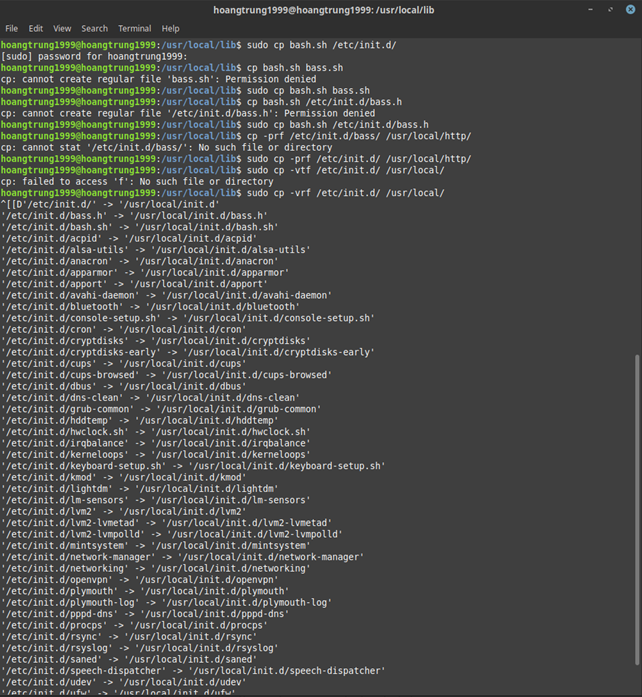 hoangtrung1999@hoangtrung1999: /usr/local/lib
File Edit View Search Terminal Help
hoangtrung1999@hoangtrung1999:/usr/local/lib$ sudo cp bash.sh /etc/init.d/
[sudo] password for hoangtrung1999:
hoangtrung1999@hoangtrung1999:/usr/local/lib$ cp bash.sh bass.sh
cp: cannot create regular file 'bass.sh': Permission denied
hoangtrung1999@hoangtrung1999:/usr/local/lib$ sudo cp bash.sh bass.sh
hoangtrung1999@hoangtrung1999:/usr/local/lib$ cp bash.sh /etc/init.d/bass.h
cp: cannot create regular file '/etc/init.d/bass.h': Permission denied
hoangtrung1999@hoangtrung1999:/usr/local/lib$ sudo cp bash.sh /etc/init.d/bass.h
hoangtrung1999@hoangtrung1999:/usr/local/lib$ cp -prf /etc/init.d/bass/ /usr/local/http/
cp: cannot stat '/etc/init.d/bass/': No such file or directory
hoangtrung1999@hoangtrung1999:/usr/local/lib$ sudo cp -prf /etc/init.d/ /usr/local/http/
hoangtrung1999@hoangtrung1999:/usr/local/lib$ sudo cp -vtf /etc/init.d/ /usr/local/
cp: failed to access 'f': No such file or directory
hoangtrung1999@hoangtrung1999:/usr/local/lib$ sudo cp -vrf /etc/init.d/ /usr/local/
^[[D'/etc/init.d/' -> '/usr/local/init.d'
'/etc/init.d/bass.h' -> '/usr/local/init.d/bass.h'
'/etc/init.d/bash.sh' -> '/usr/local/init.d/bash.sh'
'/etc/init.d/acpid' -> '/usr/local/init.d/acpid'
'/etc/init.d/alsa-utils' -> '/usr/local/init.d/alsa-utils'
'/etc/init.d/anacron' -> '/usr/local/init.d/anacron'
'/etc/init.d/apparmor' -> '/usr/local/init.d/apparmor'
'/etc/init.d/apport' -> '/usr/local/init.d/apport'
'/etc/init.d/avahi-daemon' -> '/usr/local/init.d/avahi-daemon'
'/etc/init.d/bluetooth' -> '/usr/local/init.d/bluetooth'
'/etc/init.d/console-setup.sh' -> '/usr/local/init.d/console-setup.sh'
'/etc/init.d/cron' -> '/usr/local/init.d/cron'
'/etc/init.d/cryptdisks' -> '/usr/local/init.d/cryptdisks'
'/etc/init.d/cryptdisks-early' -> '/usr/local/init.d/cryptdisks-early'
'/etc/init.d/cups' -> '/usr/local/init.d/cups'
'/etc/init.d/cups-browsed' -> '/usr/local/init.d/cups-browsed'
'/etc/init.d/dbus' -> '/usr/local/init.d/dbus'
'/etc/init.d/dns-clean' -> '/usr/local/init.d/dns-clean'
'/etc/init.d/grub-common' -> '/usr/local/init.d/grub-common'
'/etc/init.d/hddtemp' -> '/usr/local/init.d/hddtemp'
'/etc/init.d/hwclock.sh' -> '/usr/local/init.d/hwclock.sh'
'/etc/init.d/irqbalance' -> '/usr/local/init.d/irqbalance'
'/etc/init.d/kerneloops' -> '/usr/local/init.d/kerneloops'
'/etc/init.d/keyboard-setup.sh' -> '/usr/local/init.d/keyboard-setup.sh'
'/etc/init.d/kmod' -> '/usr/local/init.d/kmod'
'/etc/init.d/lightdm' -> '/usr/local/init.d/lightdm'
'/etc/init.d/lm-sensors' -> '/usr/local/init.d/lm-sensors'
'/etc/init.d/lvm2' -> '/usr/local/init.d/lvm2'
'/etc/init.d/lvm2-lvmetad' -> '/usr/local/init.d/lvm2-lvmetad'
'/etc/init.d/lvm2-lvmpolld' -> '/usr/local/init.d/lvm2-lvmpolld'
'/etc/init.d/mintsystem' -> '/usr/local/init.d/mintsystem'
'/etc/init.d/network-manager' -> '/usr/local/init.d/network-manager'
'/etc/init.d/networking' -> '/usr/local/init.d/networking'
'/etc/init.d/openvpn' -> '/usr/local/init.d/openvpn'
'/etc/init.d/plymouth' -> '/usr/local/init.d/plymouth'
'/etc/init.d/plymouth-log' -> '/usr/local/init.d/plymouth-log'
'/etc/init.d/pppd-dns' -> '/usr/local/init.d/pppd-dns'
'/etc/init.d/procps' -> '/usr/local/init.d/procps'
'/etc/init.d/rsync' -> '/usr/local/init.d/rsync'
'/etc/init.d/rsyslog' -> '/usr/local/init.d/rsyslog'
'/etc/init.d/saned' -> '/usr/local/init.d/saned'
'/etc/init.d/speech-dispatcher' -> '/usr/local/init.d/speech-dispatcher'
'/etc/init.d/udev' -> '/usr/local/init.d/udev'
'/etc/init.d/ufw' -> '/usr/local/init.d/ufw'